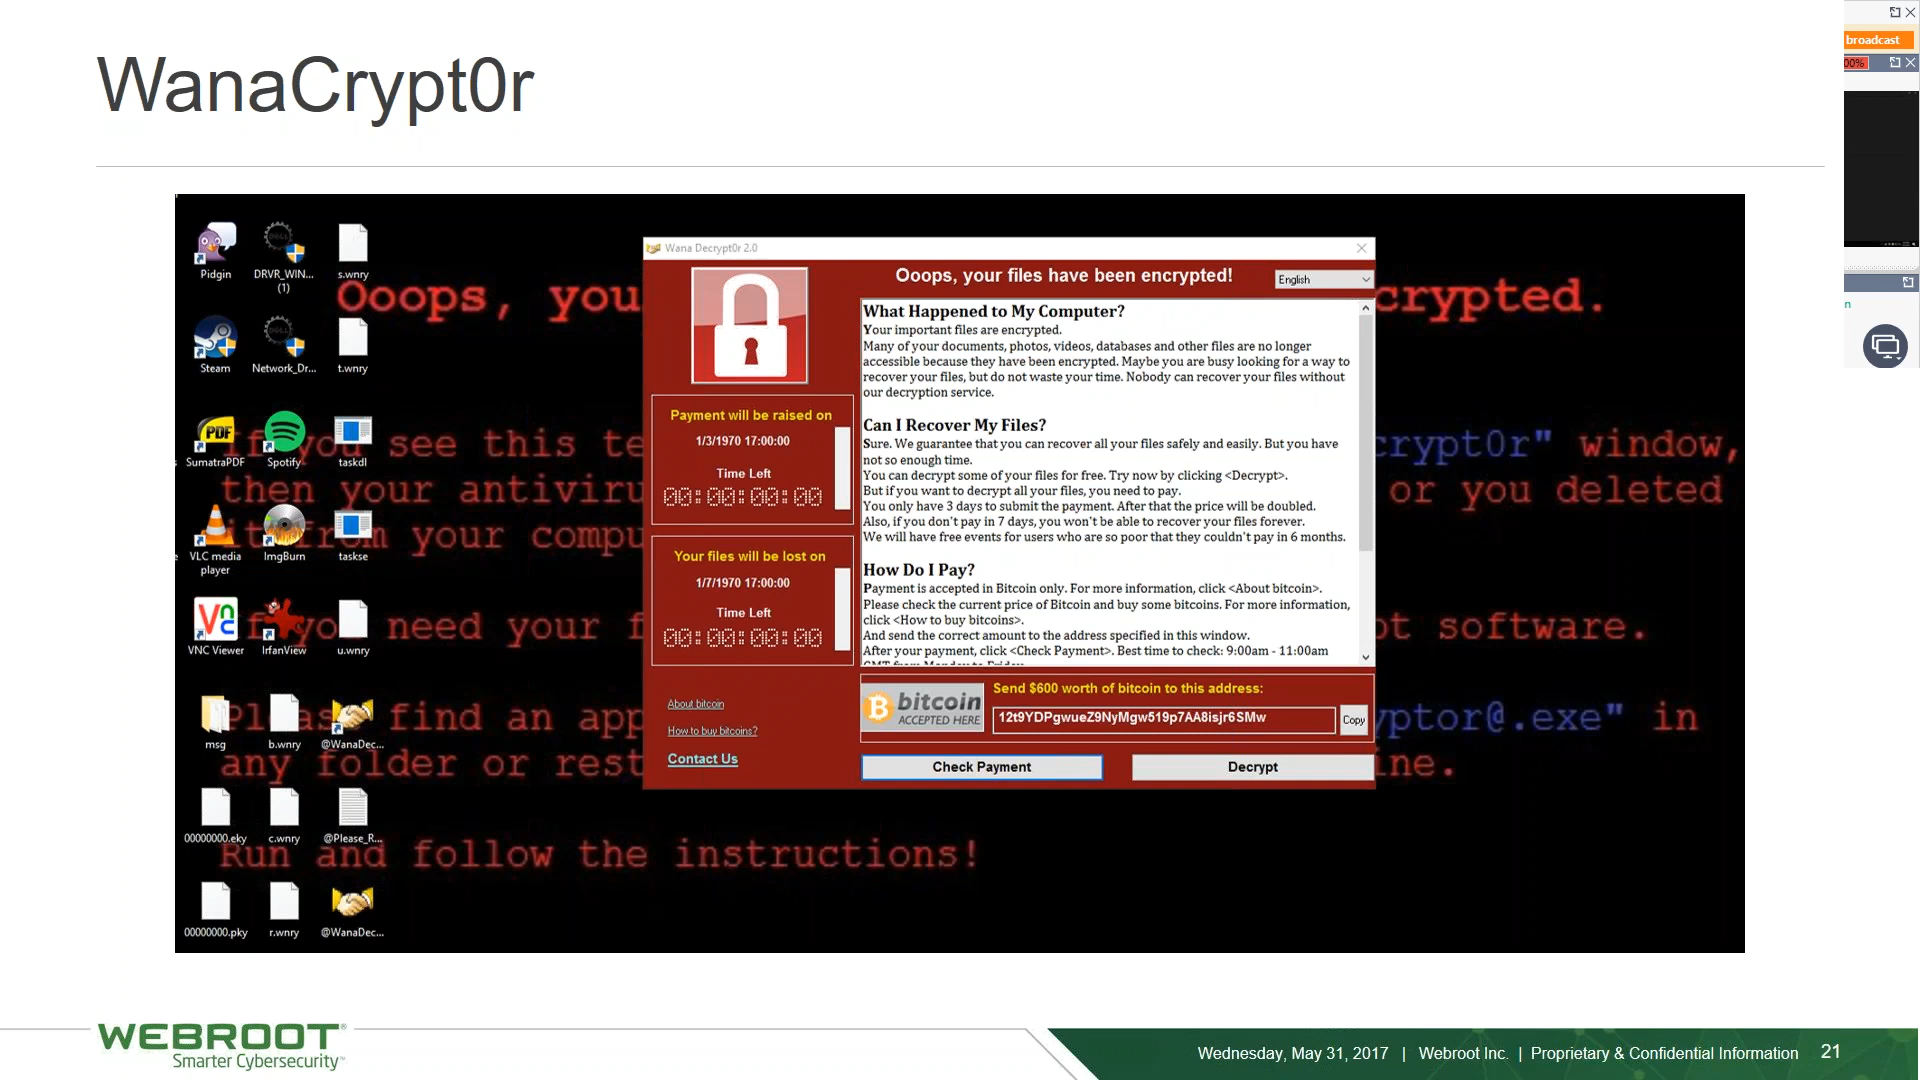 broadcast
00%
WanaCrypt0r
Pidgin
DRVR_WIN...
(1)
s.wnry
Steam
Network_Dr...
t.wnry
SumatraPDF
Spotify
taskdl
VLC media
player
ImgBurn
taskse
VNC Viewer
IrfanView
u.wnry
msg
b.wnry
@WanaDec...
00000000.eky
c.wnry
@Please_R...
00000000.pky
r.wnry
@WanaDec...
Ooops, you
crypted.
If you see this te
crypt0r" window,
then your antiviru
or you deleted
it from your compu
If you need your f
pt software.
Please find an app
yptor@.exe" in
any folder or rest
ine.
Run and follow the instructions!
Wana Decrypt0r 2.0
Ooops, your files have been encrypted!
English
Payment will be raised on
1/3/1970 17:00:00
Time Left
00:00:00:00
Your files will be lost on
1/7/1970 17:00:00
Time Left
00:00:00:00
About bitcoin
How to buy bitcoins?
Contact Us
What Happened to My Computer?
Your important files are encrypted.
Many of your documents, photos, videos, databases and other files are no longer
accessible because they have been encrypted. Maybe you are busy looking for a way to
recover your files, but do not waste your time. Nobody can recover your files without
our decryption service.
Can I Recover My Files?
Sure. We guarantee that you can recover all your files safely and easily. But you have
not so enough time.
You can decrypt some of your files for free. Try now by clicking <Decrypt>.
But if you want to decrypt all your files, you need to pay.
You only have 3 days to submit the payment. After that the price will be doubled.
Also, if you don't pay in 7 days, you won't be able to recover your files forever.
We will have free events for users who are so poor that they couldn't pay in 6 months.
How Do I Pay?
Payment is accepted in Bitcoin only. For more information, click <About bitcoin>.
Please check the current price of Bitcoin and buy some bitcoins. For more information,
click <How to buy bitcoins>.
And send the correct amount to the address specified in this window.
After your payment, click <Check Payment>. Best time to check: 9:00am - 11:00am
GMT from Monday to Friday.
bitcoin
ACCEPTED HERE
Send $600 worth of bitcoin to this address:
12t9YDPgwueZ9NyMgw519p7AA8isjr6SMw
Copy
Check Payment
Decrypt
WEBROOT
Smarter Cybersecurity™
Wednesday, May 31, 2017 | Webroot Inc. | Proprietary & Confidential Information 21